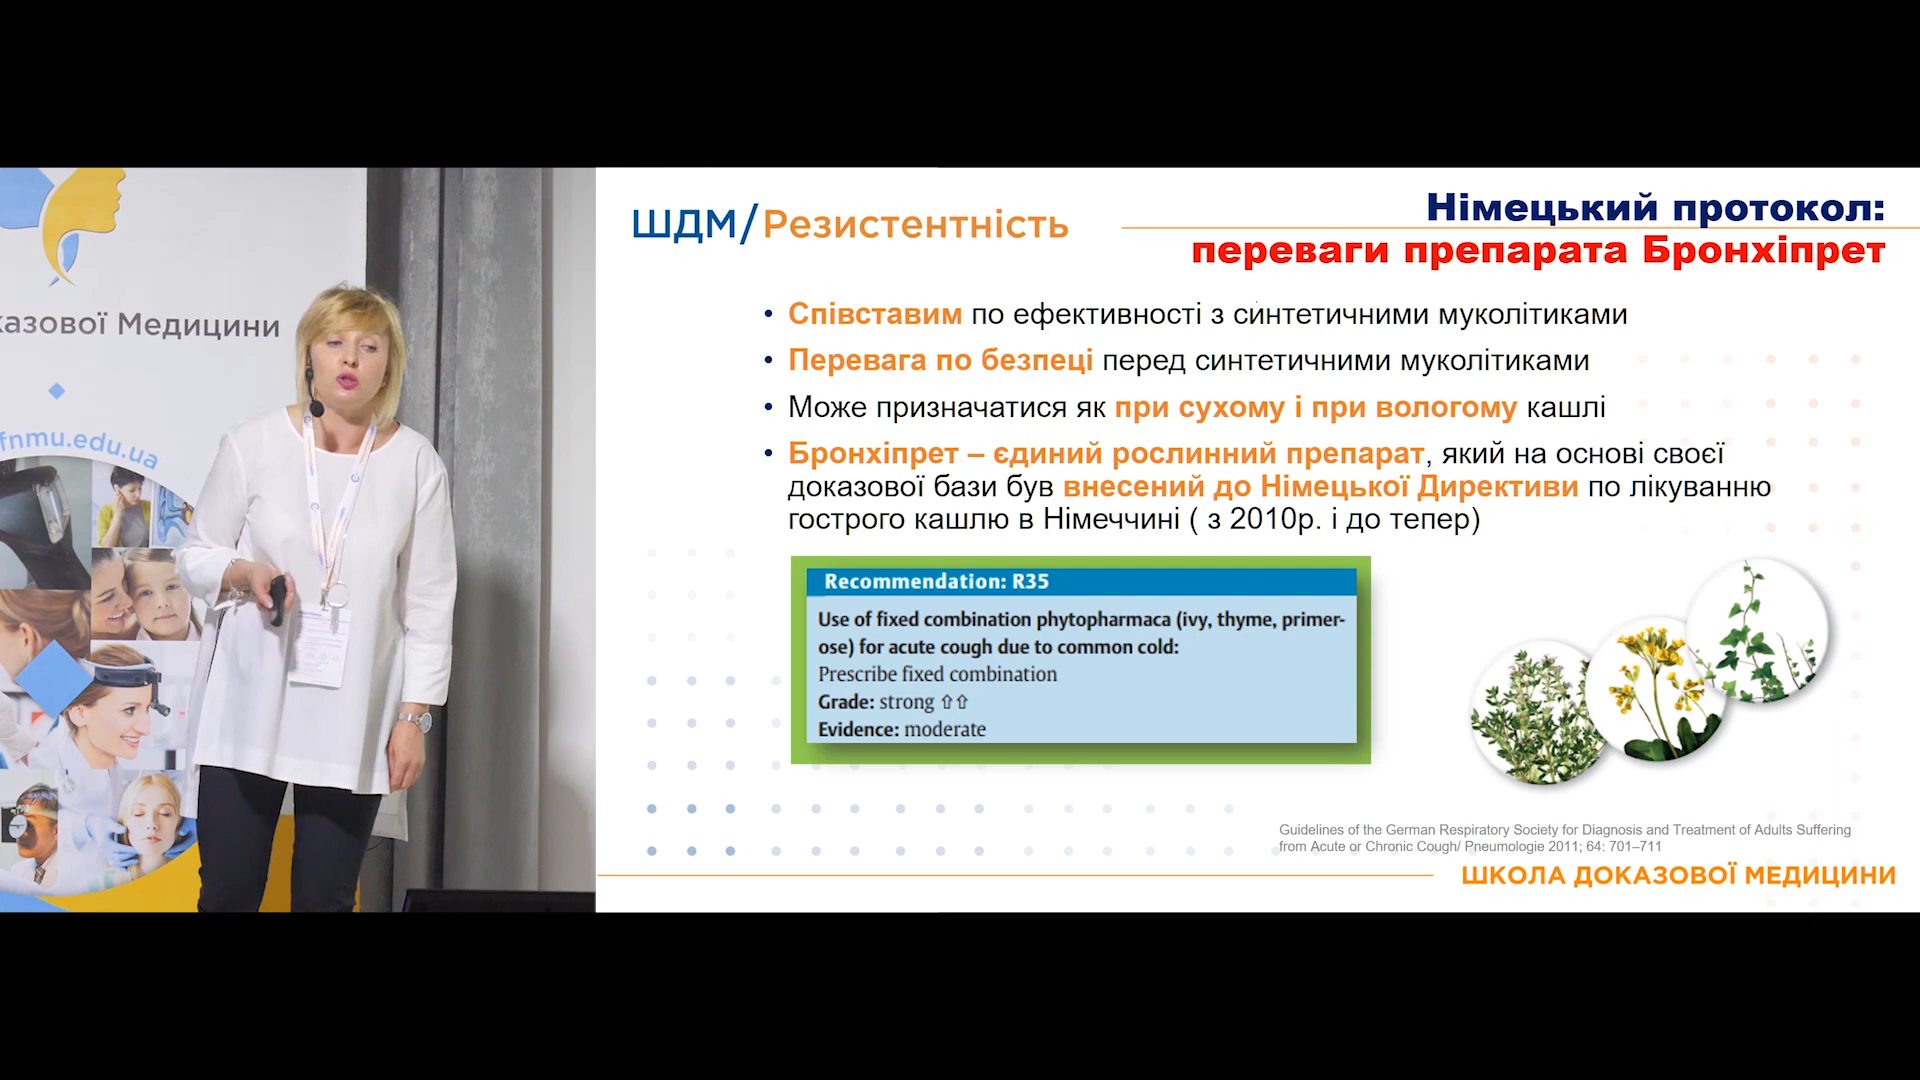 казової Медицини
fnmu.edu.ua
ШДМ/Резистентність
Німецький протокол:
переваги препарата Бронхіпрет
• Співставим по ефективності з синтетичними муколітиками
• Перевага по безпеці перед синтетичними муколітиками
• Може призначатися як при сухому і при вологому кашлі
• Бронхіпрет – єдиний рослинний препарат, який на основі своєї
доказової бази був внесений до Німецької Директиви по лікуванню
гострого кашлю в Німеччині ( з 2010р. і до тепер)
Recommendation: R35
Use of fixed combination phytopharmaca (ivy, thyme, primer-
ose) for acute cough due to common cold:
Prescribe fixed combination
Grade: strong ⇧⇧
Evidence: moderate
Guidelines of the German Respiratory Society for Diagnosis and Treatment of Adults Suffering
from Acute or Chronic Cough/ Pneumologie 2011; 64: 701–711
ШКОЛА ДОКАЗОВОЇ МЕДИЦИНИ